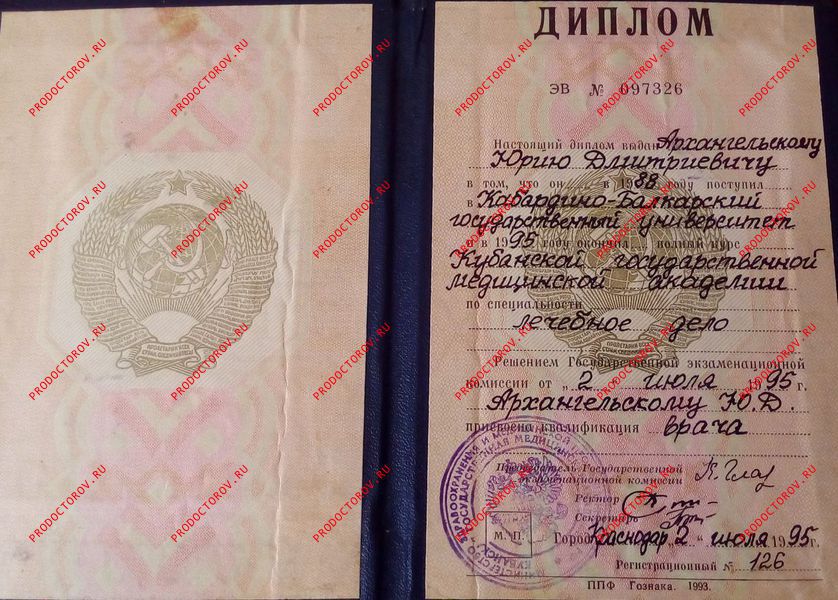 ДИПЛОМ
ЭВ № 097326
Настоящий диплом выдан Архангельскому
Юрию Дмитриевичу
в том, что он в 1988 году поступил
в Кабардино-Балкарский
государственный университет
и в 1995 году окончил полный курс
Кубанской государственной
медицинской академии
по специальности
лечебное дело
Решением Государственной экзаменационной
комиссии от „2 июля 1995 г.
Архангельскому Ю.Д.
присвоена квалификация врача
Председатель Государственной
экзаменационной комиссии
Ректор
Секретарь
М. П.
Город Краснодар „2" июля 1995 г.
Регистрационный № 126
ППФ Гознака. 1993.
PRODOCTOROV.RU